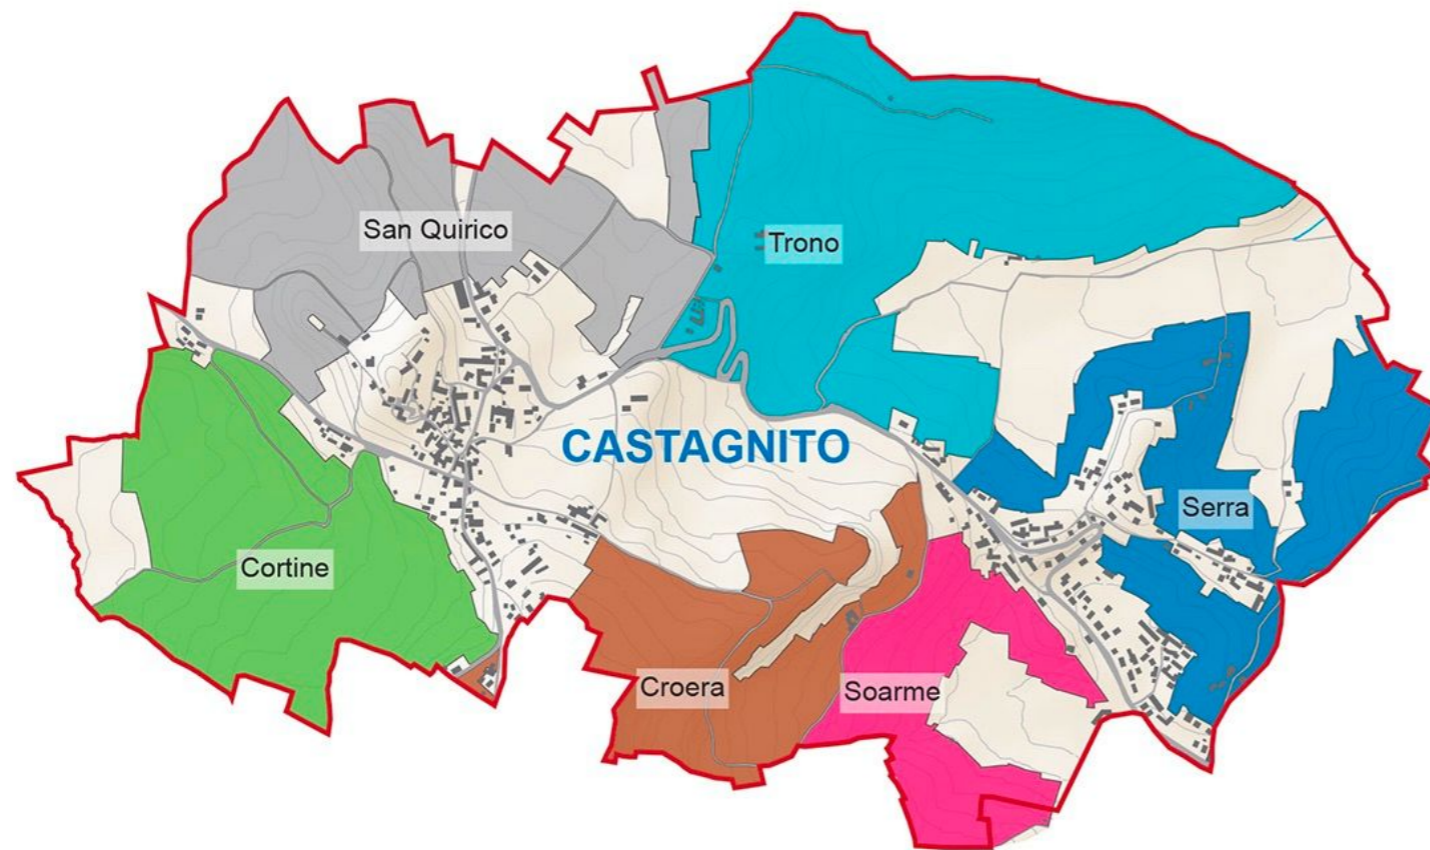 San Quirico
Trono
CASTAGNITO
Serra
Cortine
Croera
Soarme